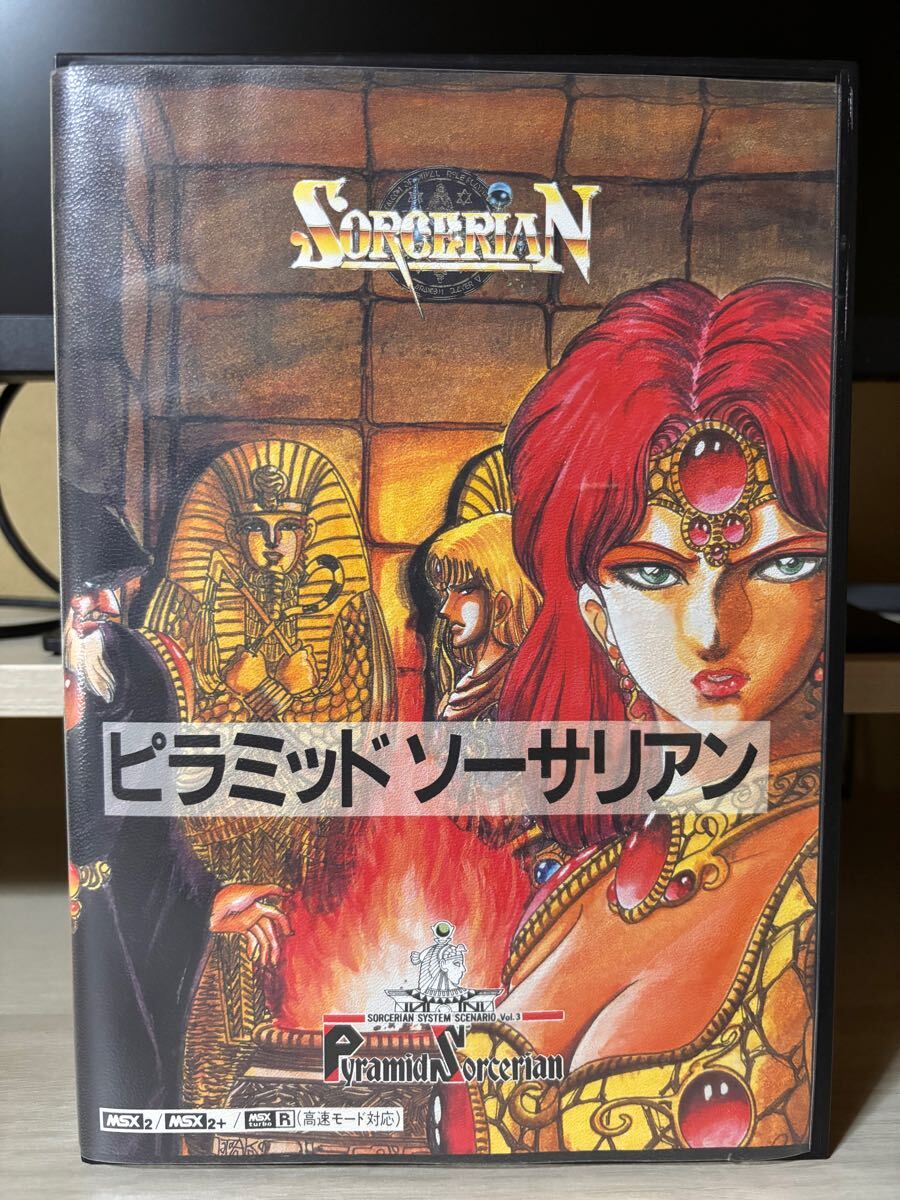 SORCERIAN
ピラミッド ソーサリアン
SORCERIAN SYSTEM SCENARIO Vol.3
Pyramid Sorcerian
MSX2/MSX2+/MSX turbo R(高速モード対応)